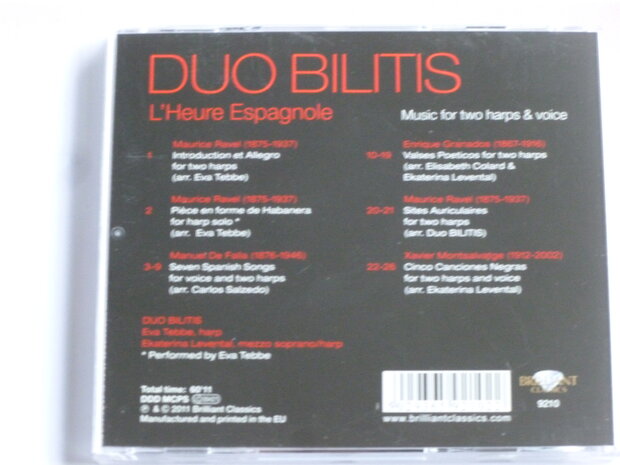 DUO BILITIS
L'Heure Espagnole
Music for two harps & voice
Maurice Ravel (1875-1937)
1 Introduction et Allegro
for two harps
(arr. Eva Tebbe)
Maurice Ravel (1875-1937)
2 Pièce en forme de Habanera
for harp solo *
(arr. Eva Tebbe)
Manuel De Falla (1876-1946)
3-9 Seven Spanish Songs
for voice and two harps
(arr. Carlos Salzedo)
Enrique Granados (1867-1916)
10-19 Valses Poeticos for two harps
(arr. Elisabeth Colard &
Ekaterina Levental)
Maurice Ravel (1875-1937)
20-21 Sites Auriculaires
for two harps
(arr. Duo BILITIS)
Xavier Montsalvatge (1912-2002)
22-26 Cinco Canciones Negras
for two harps and voice
(arr. Ekaterina Levental)
DUO BILITIS
Eva Tebbe, harp
Ekaterina Levental, mezzo soprano/harp
* Performed by Eva Tebbe
Total time: 60'11
DDD MCPS
℗ & © 2011 Brilliant Classics
Manufactured and printed in the EU
www.brilliantclassics.com
BRILLIANT
CLASSICS
9210